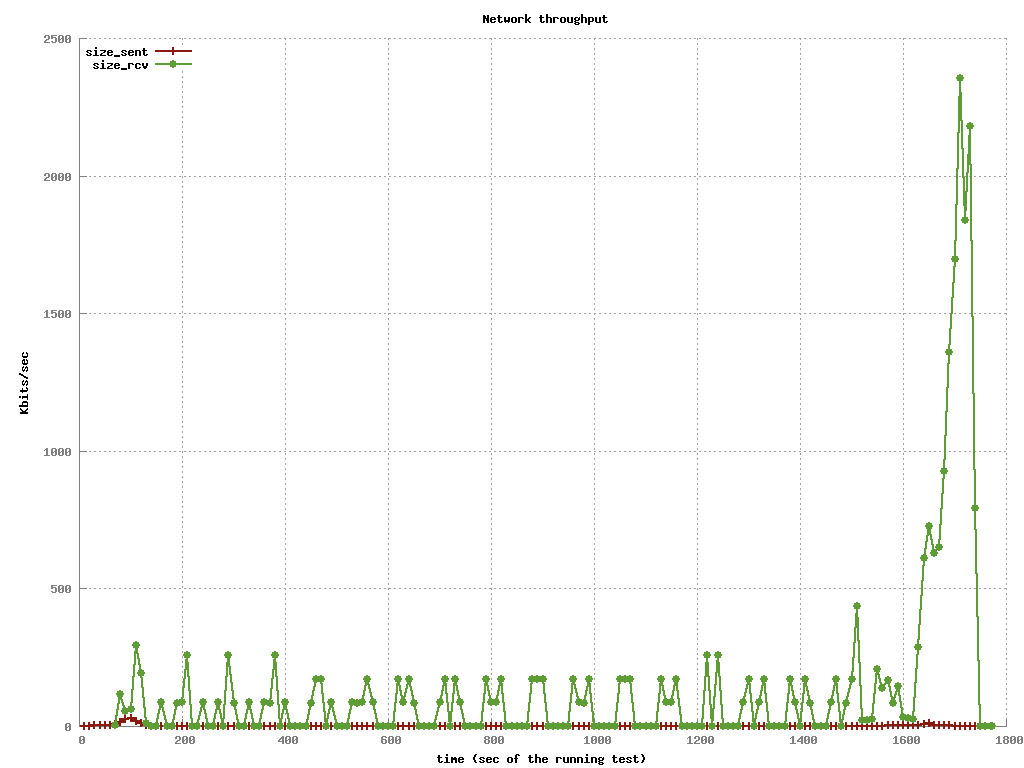 Network throughput
2500
size_sent
size_rcv
2000
1500
Kbits/sec
1000
500
0
0 200 400 600 800 1000 1200 1400 1600 1800
time (sec of the running test)